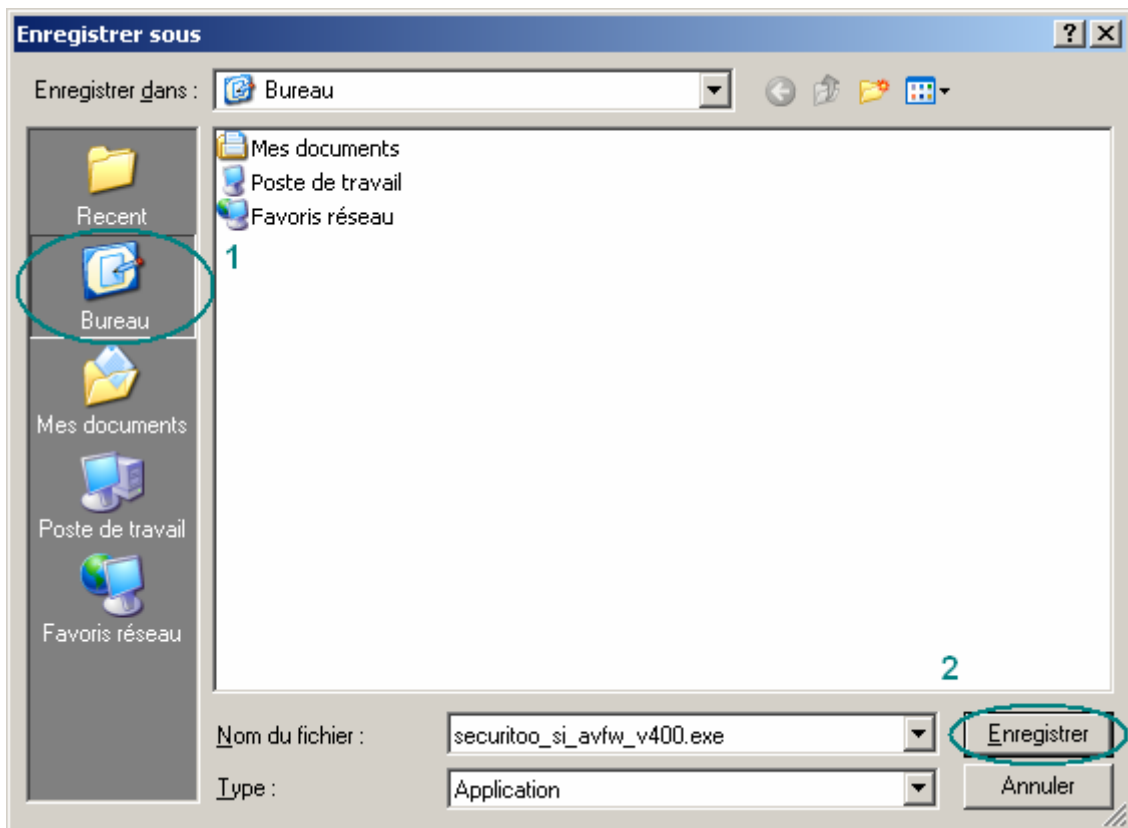 Enregistrer sous
Enregistrer dans : Bureau
Mes documents
Poste de travail
Favoris réseau
Recent
1
Bureau
Mes documents
Poste de travail
Favoris réseau
2
Nom du fichier : securitoo_si_avfw_v400.exe Enregistrer
Type : Application Annuler